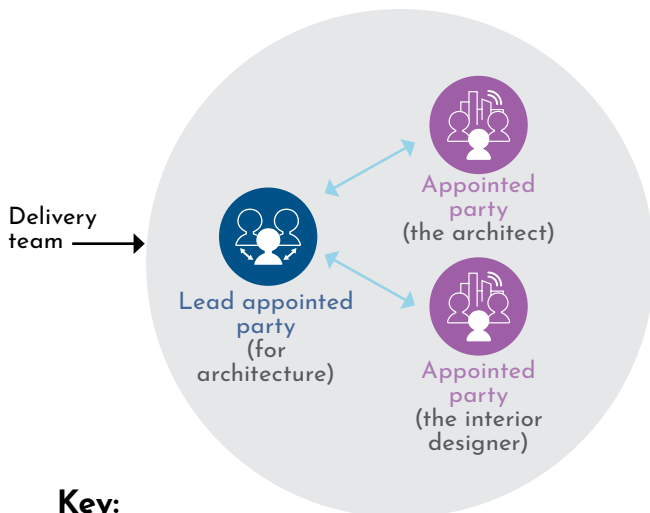 Delivery
team
Lead appointed
party
(for
architecture)
Appointed
party
(the architect)
Appointed
party
(the interior
designer)
Key: